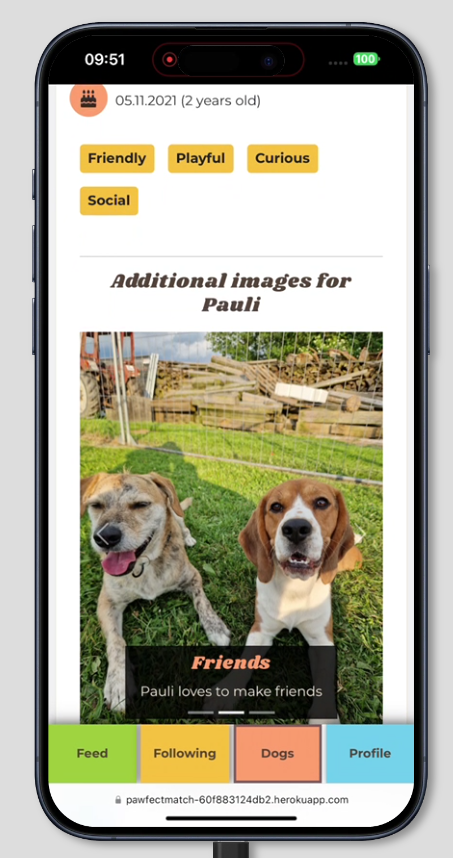 09:51
100
05.11.2021 (2 years old)
Friendly Playful Curious
Social
Additional images for
Pauli
Friends
Pauli loves to make friends
Feed Following Dogs Profile
pawfectmatch-60f883124db2.herokuapp.com